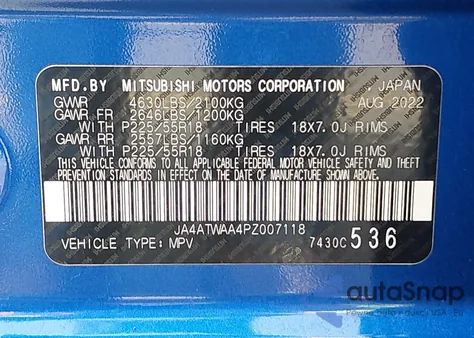 MFD.BY MITSUBISHI MOTORS CORPORATION JAPAN
GVWR 4630LBS/2100KG AUG 2022
GAWR FR 2646LBS/1200KG
WITH P225/55R18 TIRES 18X7.0J RIMS
GAWR RR 2557LBS/1160KG
WITH P225/55R18 TIRES 18X7.0J RIMS
THIS VEHICLE CONFORMS TO ALL APPLICABLE FEDERAL MOTOR VEHICLE SAFETY, BUMPER AND THEFT
PREVENTION STANDARDS IN EFFECT ON THE DATE OF MANUFACTURE SHOWN ABOVE.
JA4ATWAA4PZ007118
VEHICLE TYPE: MPV 7430C 536
autoSnap